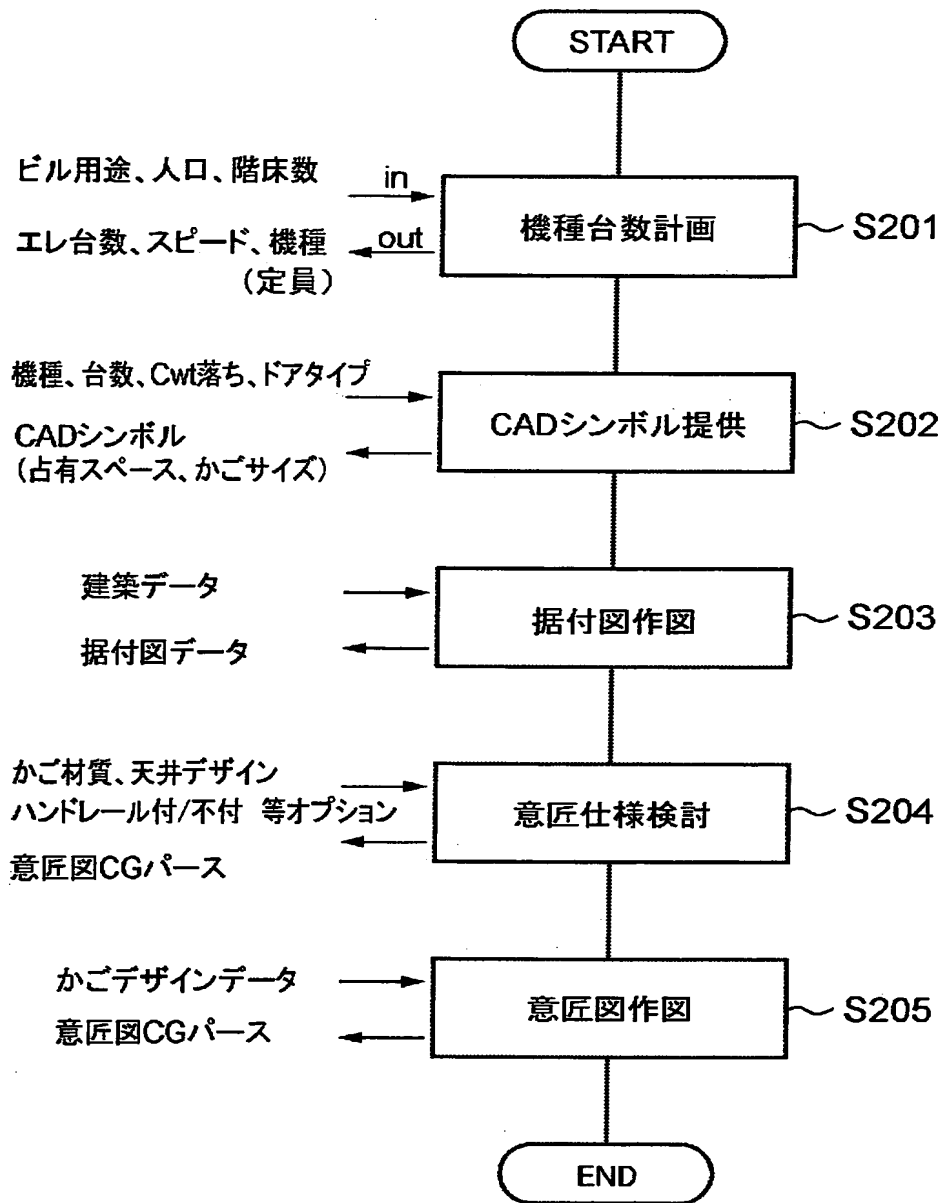 START
ビル用途、人口、階床数
in
エレ台数、スピード、機種
(定員)
out
機種台数計画
S201
機種、台数、Cwt落ち、ドアタイプ
CADシンボル
(占有スペース、かごサイズ)
CADシンボル提供
S202
建築データ
据付図データ
据付図作図
S203
かご材質、天井デザイン
ハンドレール付/不付 等オプション
意匠図CGパース
意匠仕様検討
S204
かごデザインデータ
意匠図CGパース
意匠図作図
S205
END